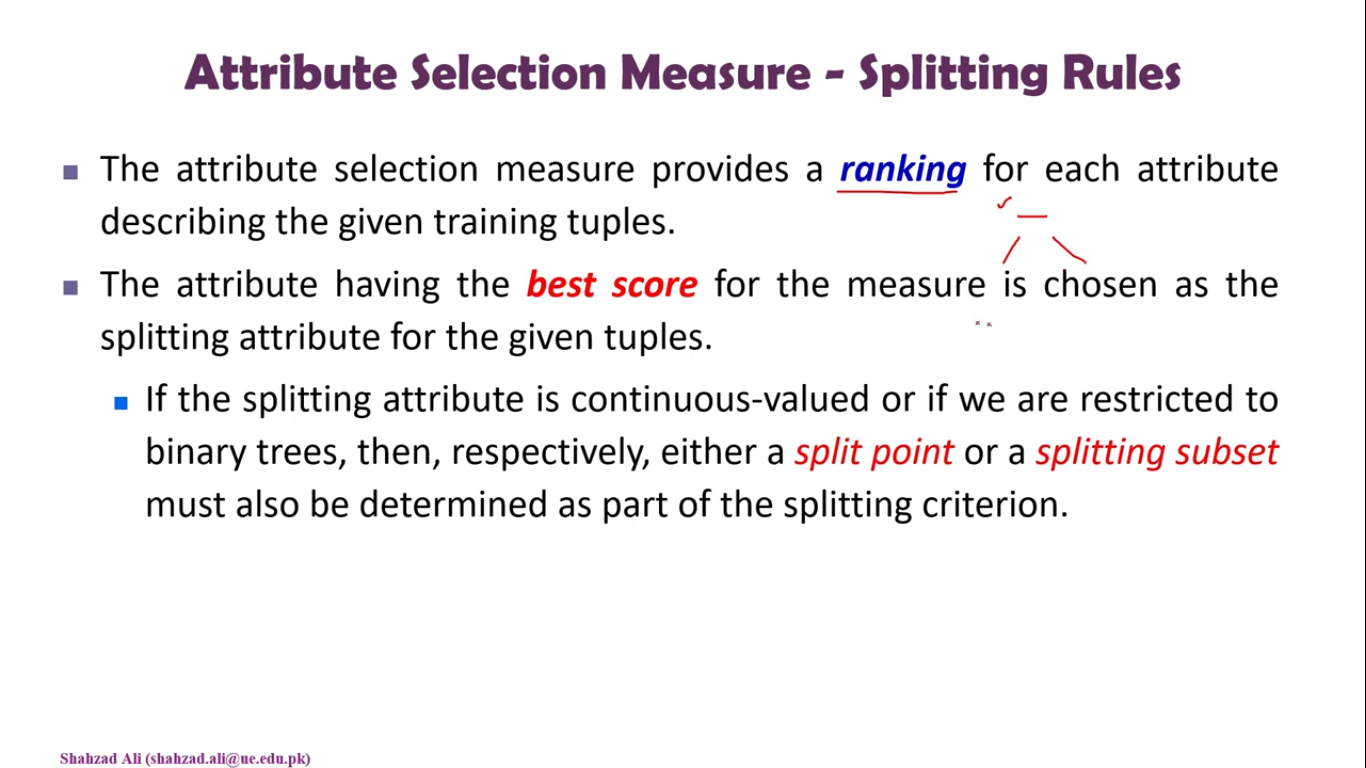 Attribute Selection Measure - Splitting Rules
The attribute selection measure provides a ranking for each attribute
describing the given training tuples.
The attribute having the best score for the measure is chosen as the
splitting attribute for the given tuples.
If the splitting attribute is continuous-valued or if we are restricted to
binary trees, then, respectively, either a split point or a splitting subset
must also be determined as part of the splitting criterion.
Shahzad Ali (shahzad.ali@ue.edu.pk)